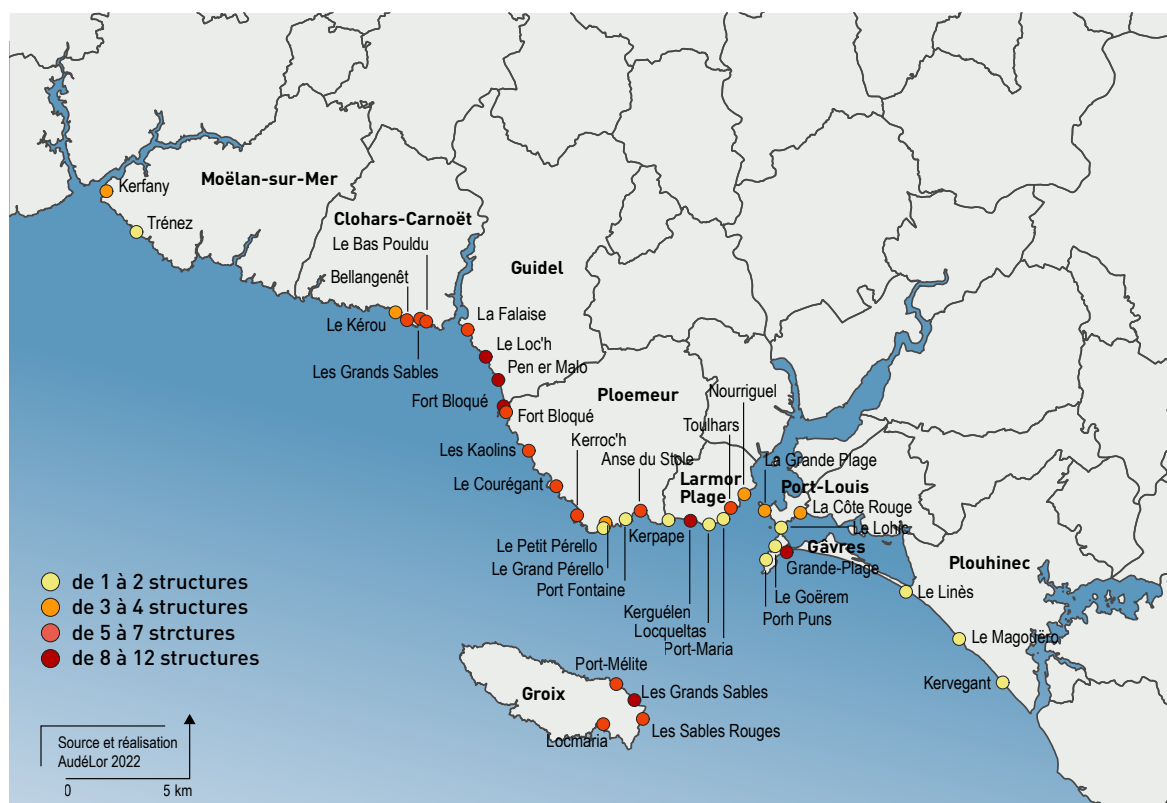 Moëlan-sur-Mer
Kerfany
Trénez
Clohars-Carnoët
Le Bas Pouldu
Bellangenêt
Le Kérou
Les Grands Sables
Guidel
La Falaise
Le Loc'h
Pen er Malo
Fort Bloqué
Fort Bloqué
Ploemeur
Nourriguel
Toulhars
Kerroc'h
Anse du Stole
Les Kaolins
Le Courégant
Larmor
Plage
La Grande Plage
Port-Louis
La Côte Rouge
Le Lohic
Kerpape
Le Petit Pérello
Le Grand Pérello
Port Fontaine
Gâvres
Grande-Plage
Plouhinec
Le Goërem
Porh Puns
Kerguélen
Locqueltas
Port-Maria
Le Linès
Le Magouëro
Kervegant
de 1 à 2 structures
de 3 à 4 structures
de 5 à 7 strctures
de 8 à 12 structures
Port-Mélite
Groix
Les Grands Sables
Les Sables Rouges
Locmaria
Source et réalisation
AudéLor 2022
0 5 km